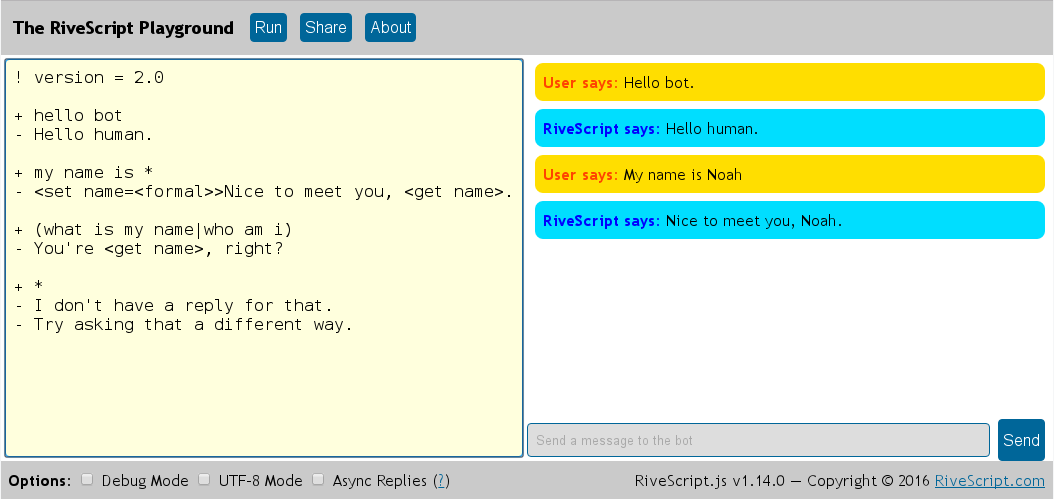 The RiveScript Playground Run Share About
! version = 2.0
+ hello bot
- Hello human.
+ my name is *
- <set name=<formal>>Nice to meet you, <get name>.
+ (what is my name|who am i)
- You're <get name>, right?
+ *
- I don't have a reply for that.
- Try asking that a different way.
User says: Hello bot.
RiveScript says: Hello human.
User says: My name is Noah
RiveScript says: Nice to meet you, Noah.
Send a message to the bot Send
Options: Debug Mode UTF-8 Mode Async Replies (?) RiveScript.js v1.14.0 — Copyright © 2016 RiveScript.com